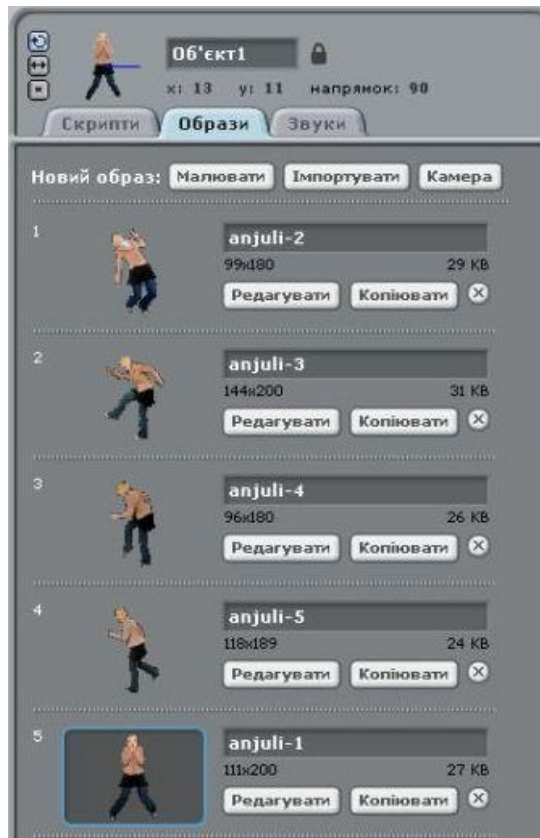 Об'єкт1
x: 13 y: 11 напрямок: 90
Скрипти Образи Звуки
Новий образ: Малювати Імпортувати Камера
1 anjuli-2
99x180 29 KB
Редагувати Копіювати
2 anjuli-3
144x200 31 KB
Редагувати Копіювати
3 anjuli-4
96x180 26 KB
Редагувати Копіювати
4 anjuli-5
118x189 24 KB
Редагувати Копіювати
5 anjuli-1
111x200 27 KB
Редагувати Копіювати